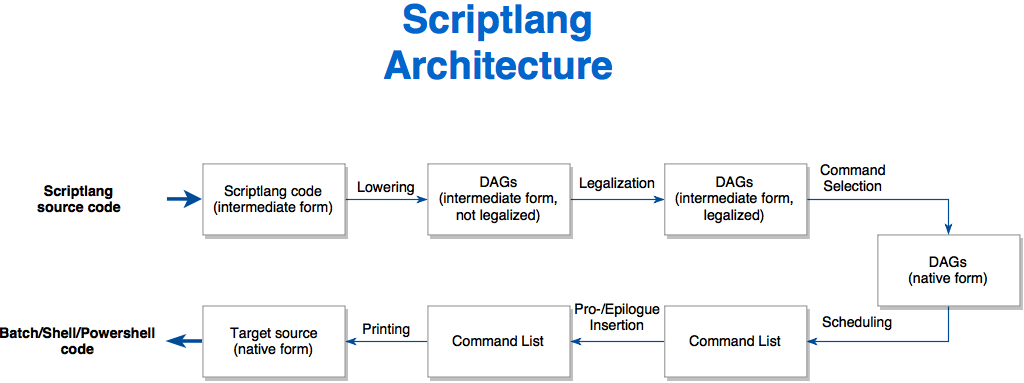 Scriptlang
Architecture
Scriptlang
source code
Scriptlang code
(intermediate form)
Lowering
DAGs
(intermediate form,
not legalized)
Legalization
DAGs
(intermediate form,
legalized)
Command
Selection
DAGs
(native form)
Scheduling
Command List
Pro-/Epilogue
Insertion
Command List
Printing
Target source
(native form)
Batch/Shell/Powershell
code